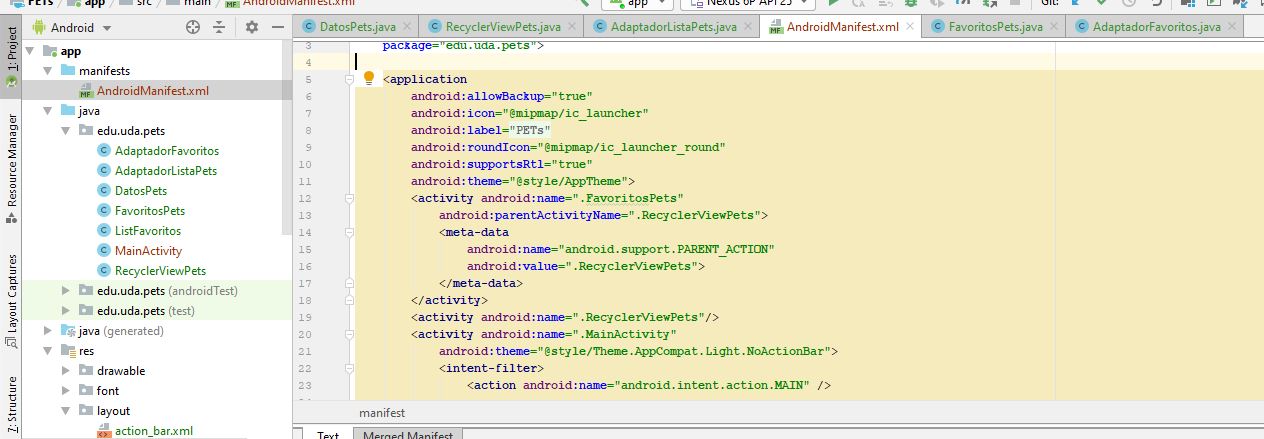 PETs app src main AndroidManifest.xml
app Nexus 6P API 25 Git:
Android
DatosPets.java RecyclerViewPets.java AdaptadorListaPets.java AndroidManifest.xml FavoritosPets.java AdaptadorFavoritos.java
1: Project
Resource Manager
Layout Captures
7: Structure
app
manifests
AndroidManifest.xml
java
edu.uda.pets
AdaptadorFavoritos
AdaptadorListaPets
DatosPets
FavoritosPets
ListFavoritos
MainActivity
RecyclerViewPets
edu.uda.pets (androidTest)
edu.uda.pets (test)
java (generated)
res
drawable
font
layout
action_bar.xml
3 package="edu.uda.pets">
4
5 <application
6 android:allowBackup="true"
7 android:icon="@mipmap/ic_launcher"
8 android:label="PETs"
9 android:roundIcon="@mipmap/ic_launcher_round"
10 android:supportsRtl="true"
11 android:theme="@style/AppTheme">
12 <activity android:name=".FavoritosPets"
13 android:parentActivityName=".RecyclerViewPets">
14 <meta-data
15 android:name="android.support.PARENT_ACTION"
16 android:value=".RecyclerViewPets">
17 </meta-data>
18 </activity>
19 <activity android:name=".RecyclerViewPets"/>
20 <activity android:name=".MainActivity"
21 android:theme="@style/Theme.AppCompat.Light.NoActionBar">
22 <intent-filter>
23 <action android:name="android.intent.action.MAIN" />
manifest
Text Merged Manifest